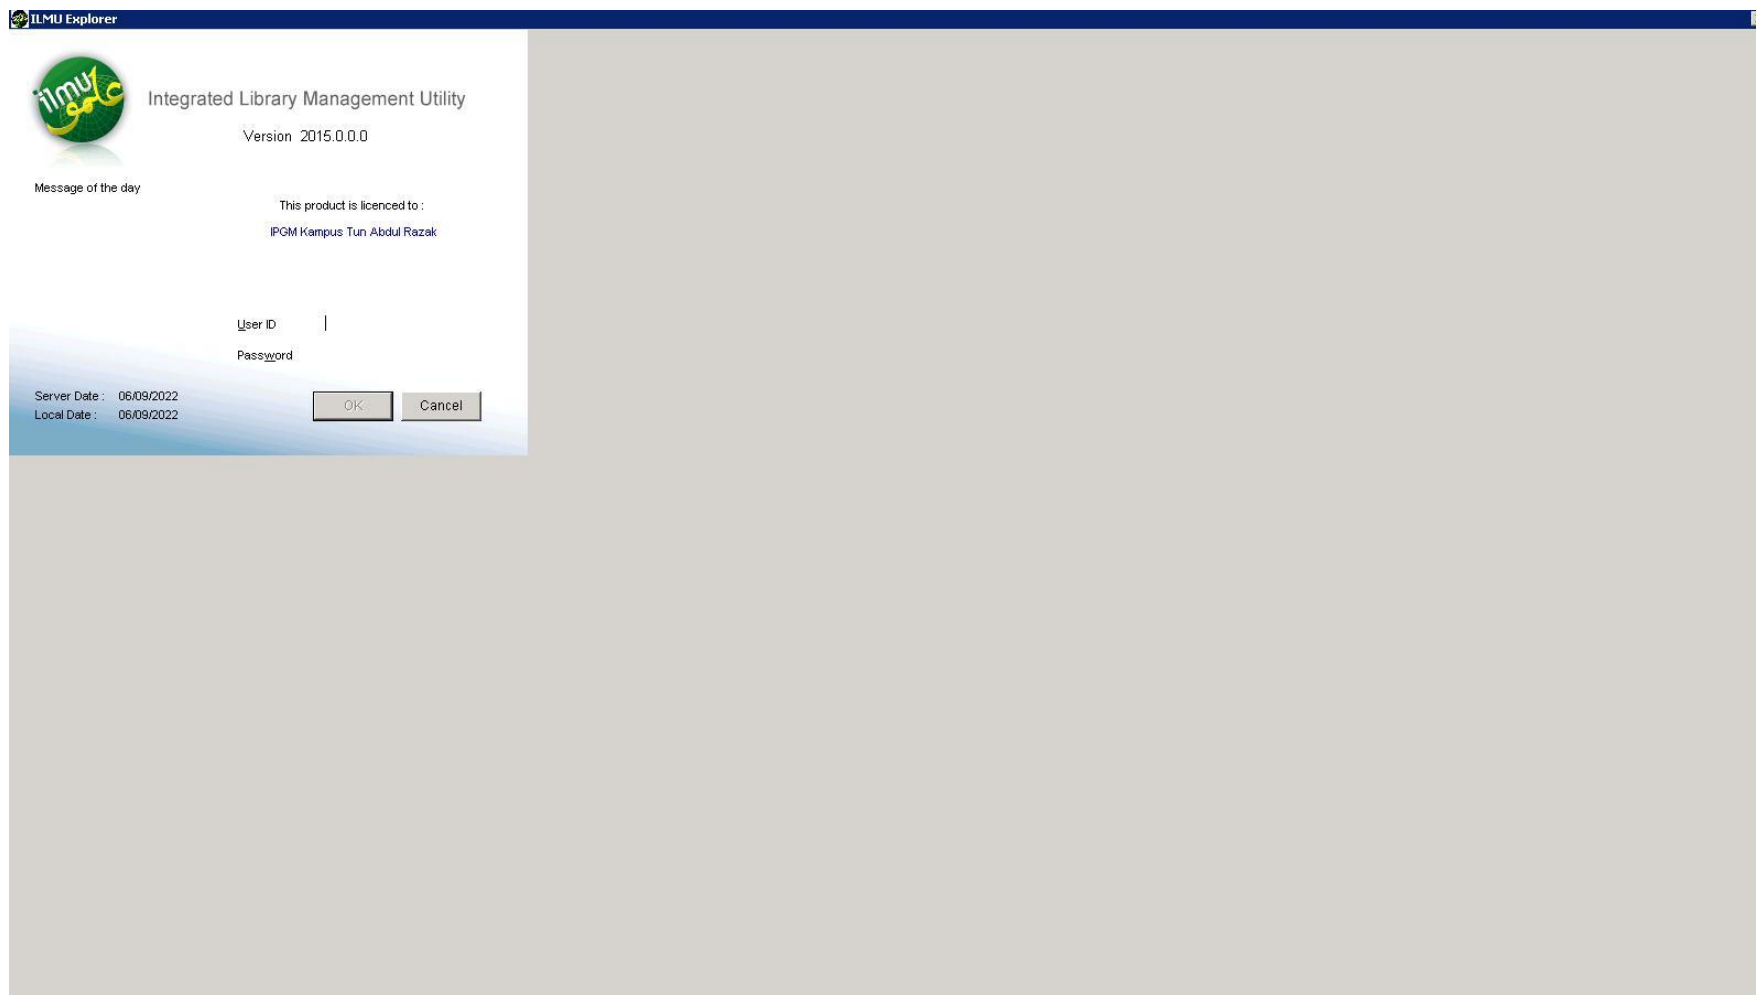 ILMU Explorer
ilmu
علمو
Integrated Library Management Utility
Version 2015.0.0.0
Message of the day
This product is licenced to :
IPGM Kampus Tun Abdul Razak
User ID
Password
Server Date : 06/09/2022
Local Date : 06/09/2022
OK Cancel